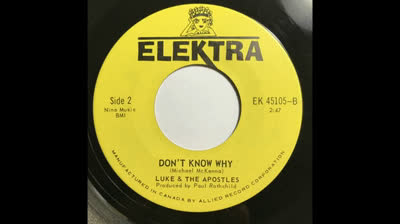 ELEKTRA
Side 2
EK 45105-B
Nina Music
BMI
2:47
DON'T KNOW WHY
(Michael McKenna)
LUKE & THE APOSTLES
Produced by Paul Rothchild
MANUFACTURED IN CANADA BY ALLIED RECORD CORPORATION